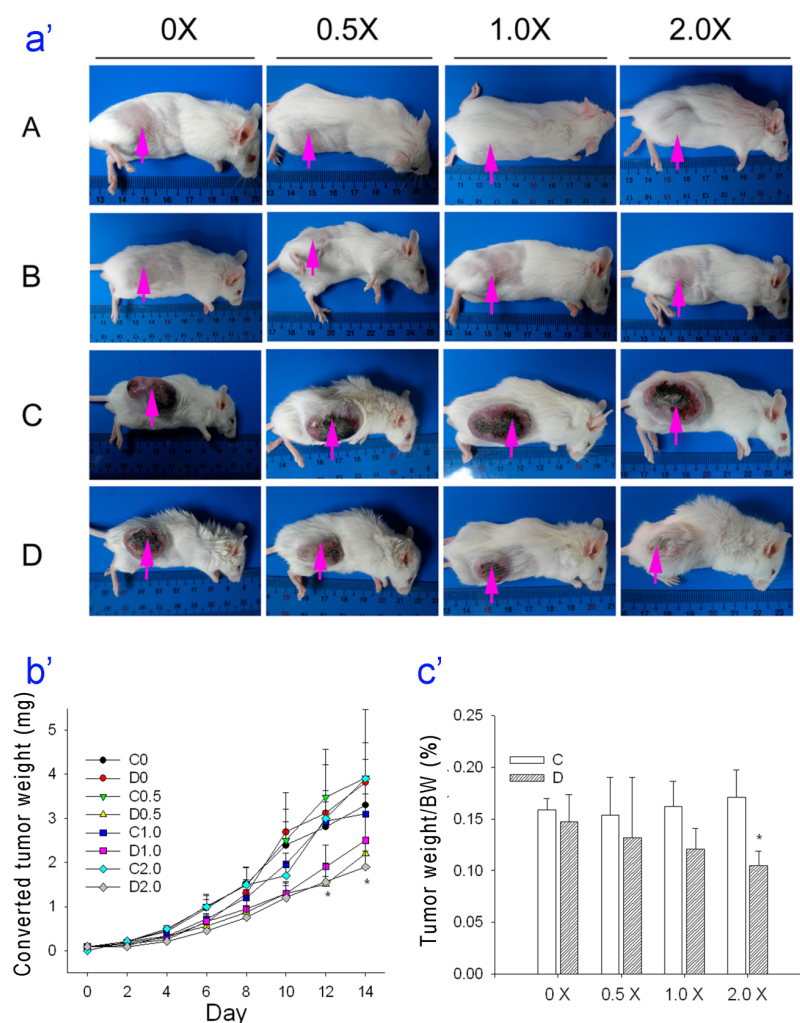 a’
0X 0.5X 1.0X 2.0X
A
B
C
D
b’
Converted tumor weight (mg)
5
4
3
2
1
0
C0
D0
C0.5
D0.5
C1.0
D1.0
C2.0
D2.0
* *
0 2 4 6 8 10 12 14
Day
c’
Tumor weight/BW (%)
0.25
0.20
0.15
0.10
0.05
0.00
C
D
*
0 X 0.5 X 1.0 X 2.0 X